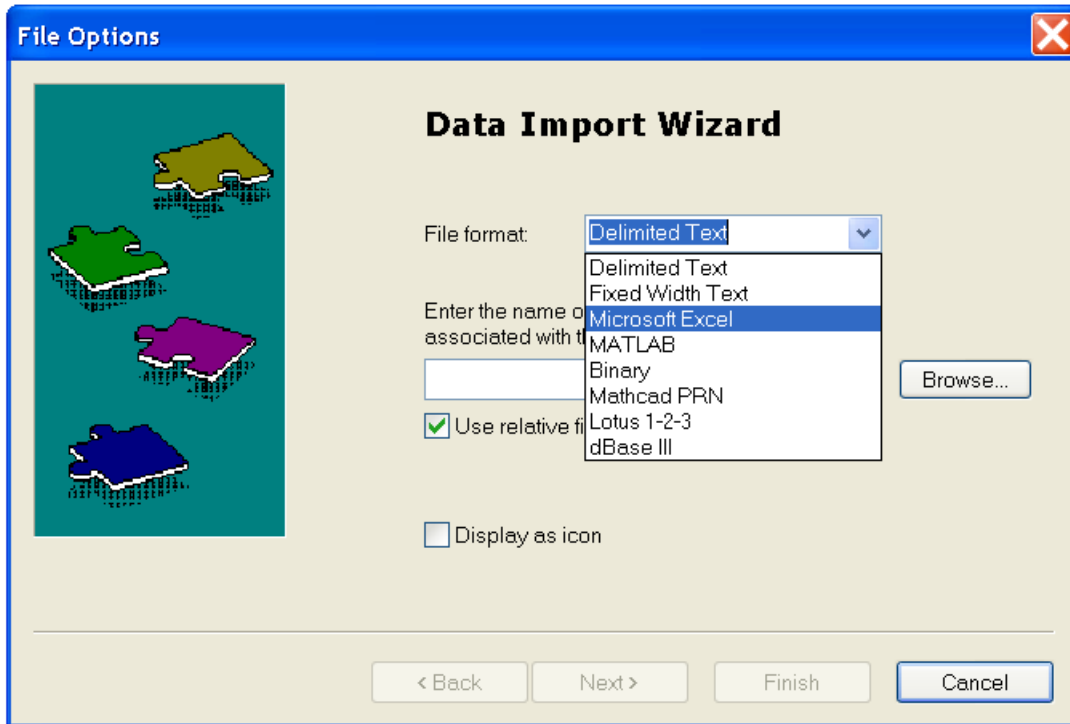 File Options
Data Import Wizard
File format:
Delimited Text
Delimited Text
Fixed Width Text
Microsoft Excel
MATLAB
Binary
Mathcad PRN
Lotus 1-2-3
dBase III
Enter the name o
associated with t
Browse...
Use relative fi
Display as icon
< Back
Next >
Finish
Cancel